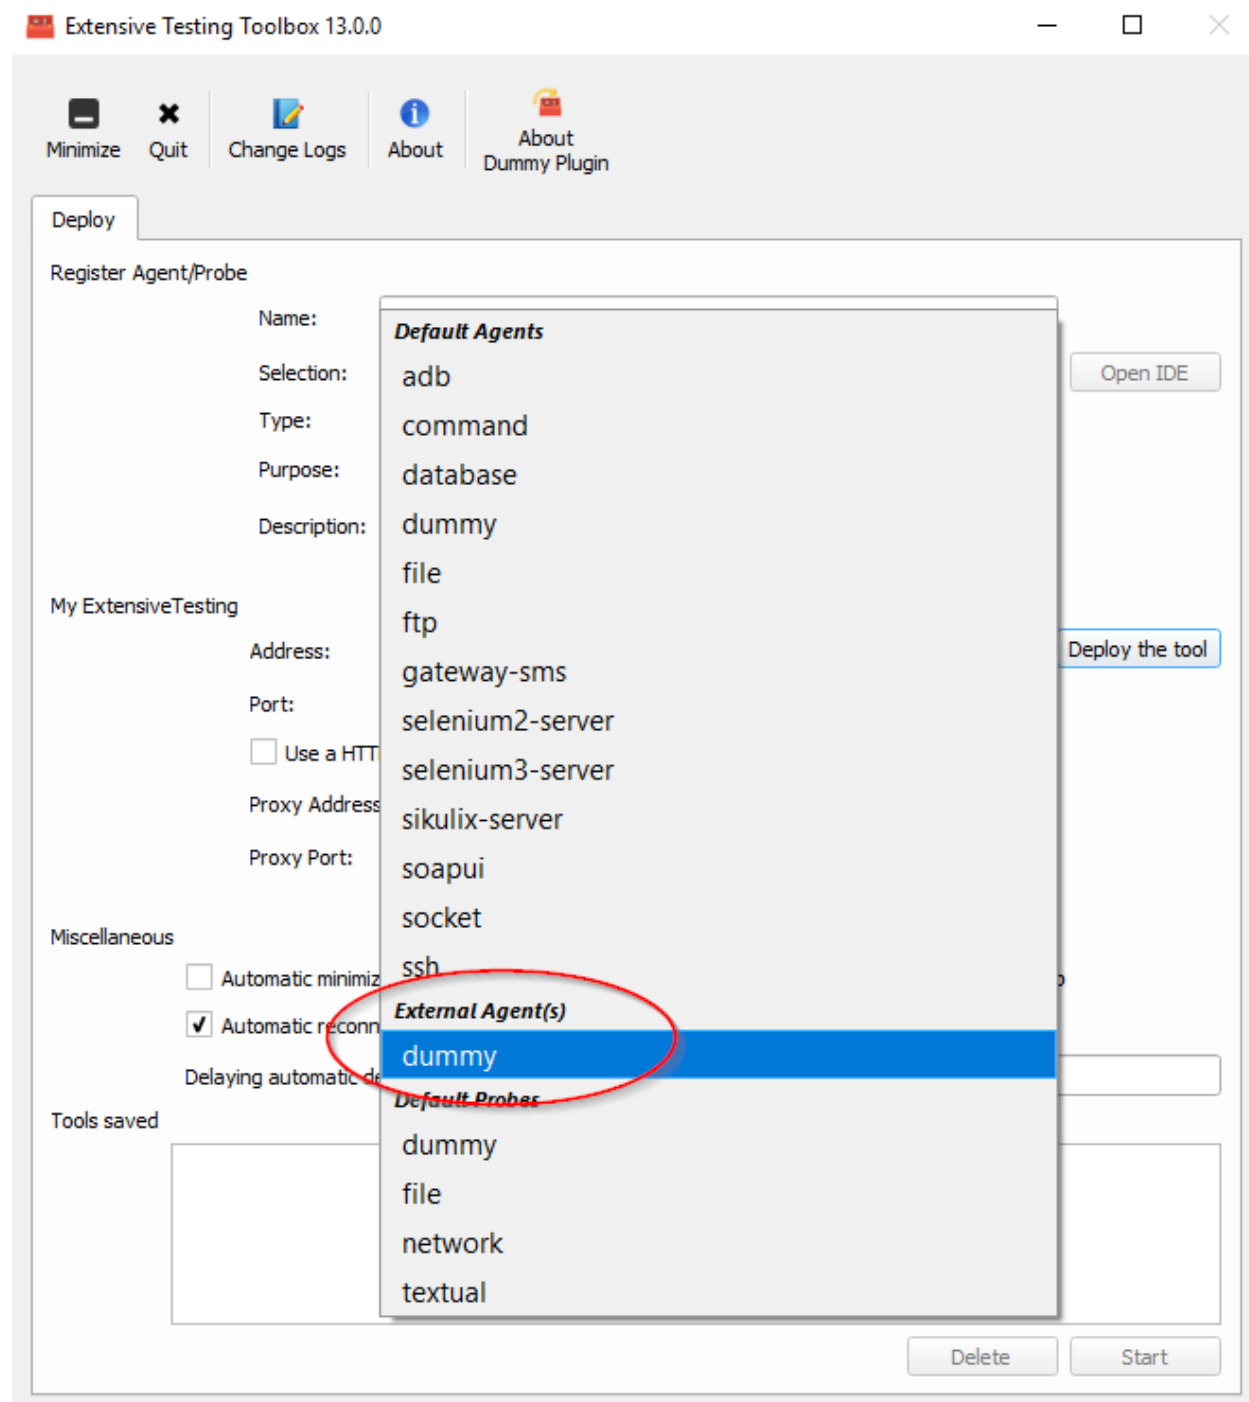 Extensive Testing Toolbox 13.0.0
Minimize
Quit
Change Logs
About
About
Dummy Plugin
Deploy
Register Agent/Probe
Name:
Selection:
Open IDE
Type:
Purpose:
Description:
Default Agents
adb
command
database
dummy
file
ftp
gateway-sms
selenium2-server
selenium3-server
sikulix-server
soapui
socket
ssh
External Agent(s)
dummy
Default Probes
dummy
file
network
textual
My ExtensiveTesting
Address:
Deploy the tool
Port:
Use a HTT
Proxy Address
Proxy Port:
Miscellaneous
Automatic minimiz
Automatic reconn
Delaying automatic de
Tools saved
Delete
Start